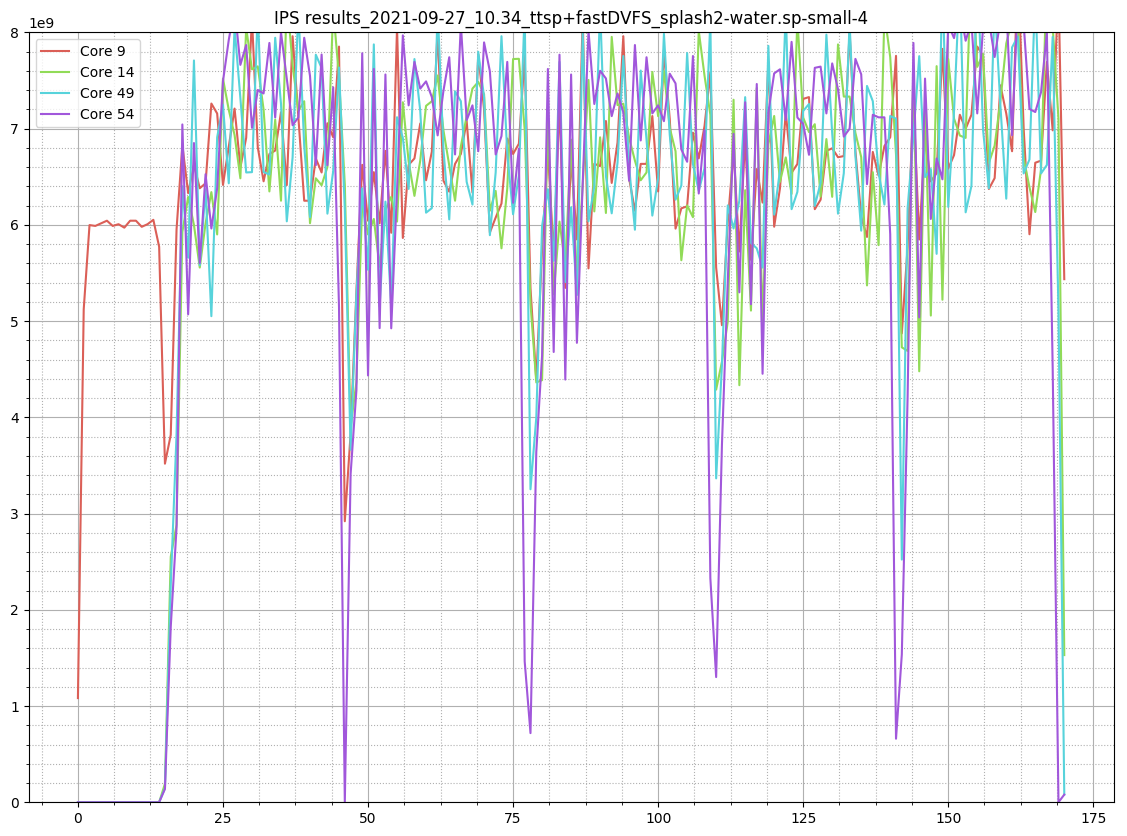 IPS results_2021-09-27_10.34_ttsp+fastDVFS_splash2-water.sp-small-4
1e9
Core 9
Core 14
Core 49
Core 54
8
7
6
5
4
3
2
1
0
0 25 50 75 100 125 150 175